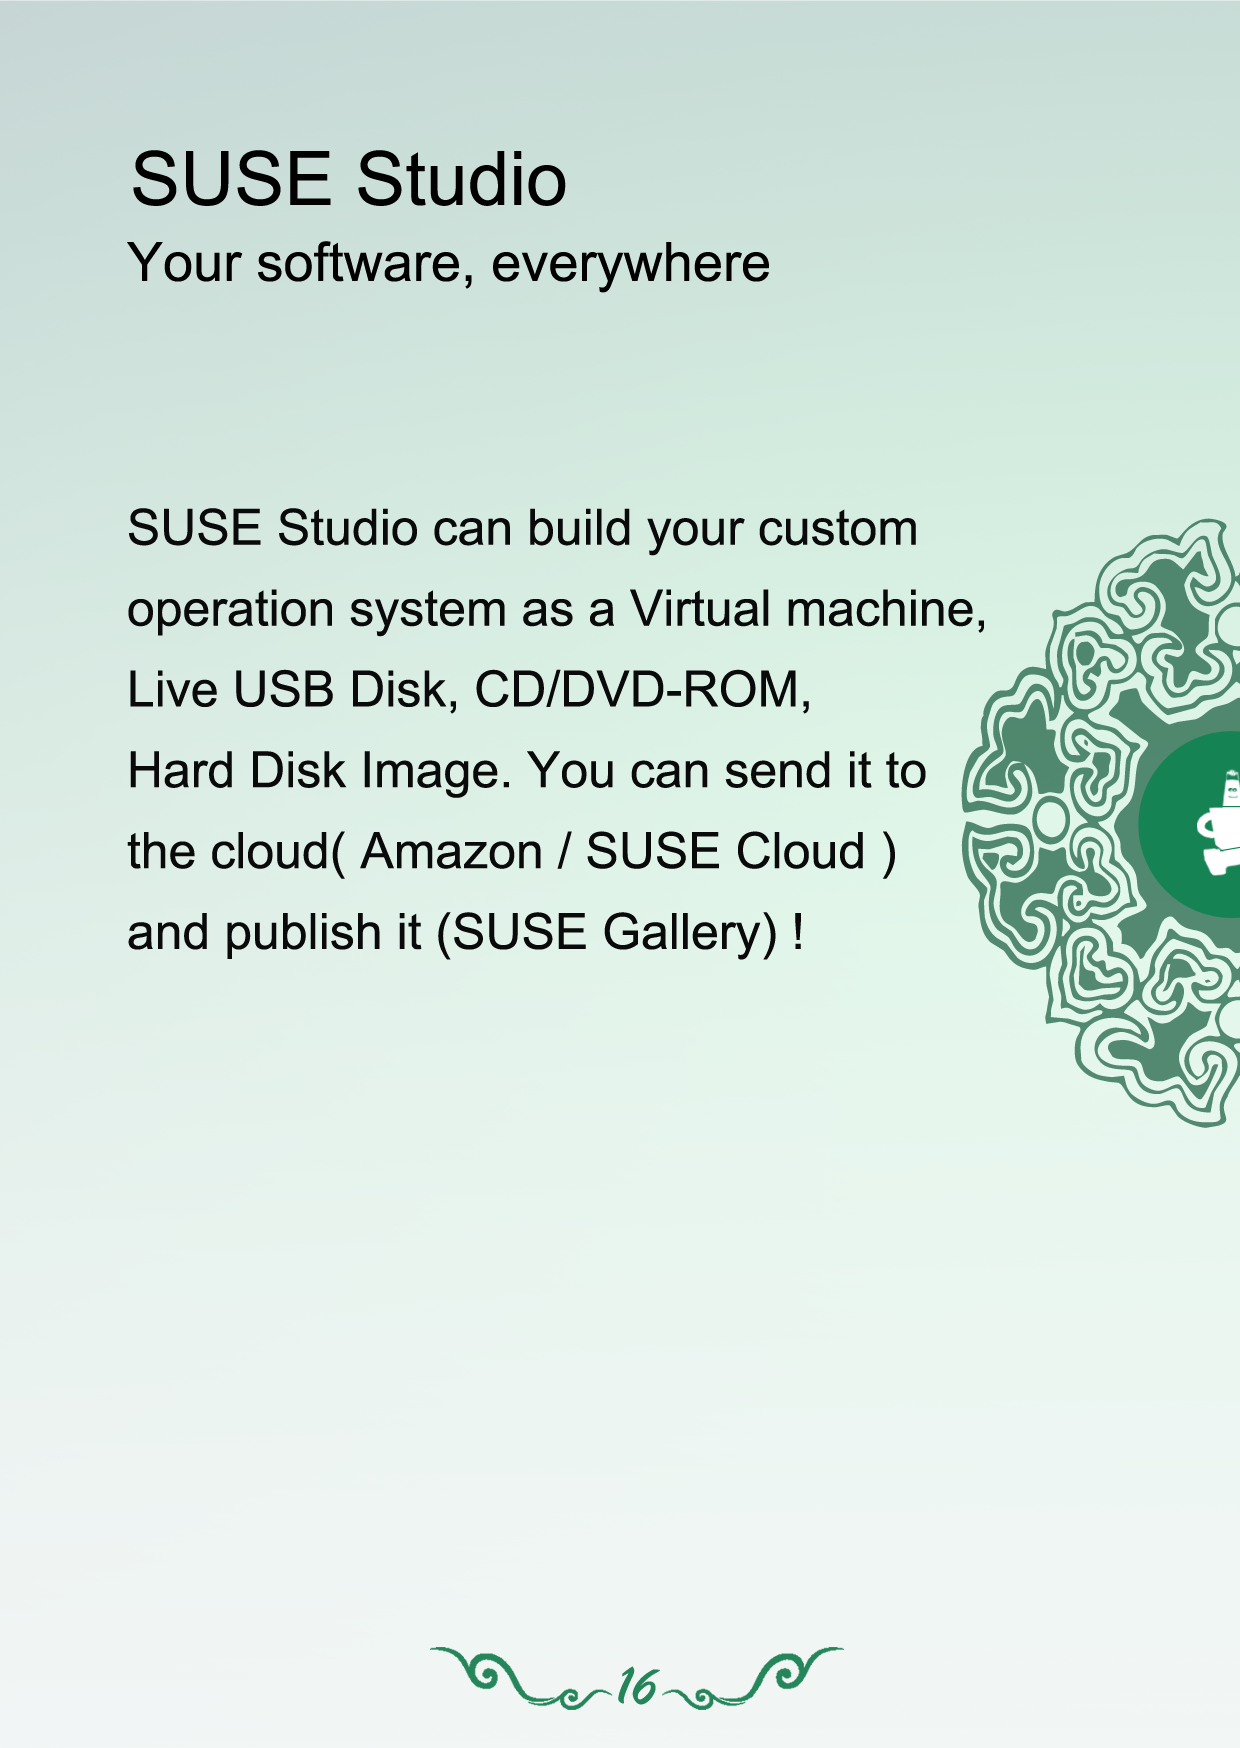 SUSE Studio
Your software, everywhere
SUSE Studio can build your custom
operation system as a Virtual machine,
Live USB Disk, CD/DVD-ROM,
Hard Disk Image. You can send it to
the cloud( Amazon / SUSE Cloud )
and publish it (SUSE Gallery) !
16